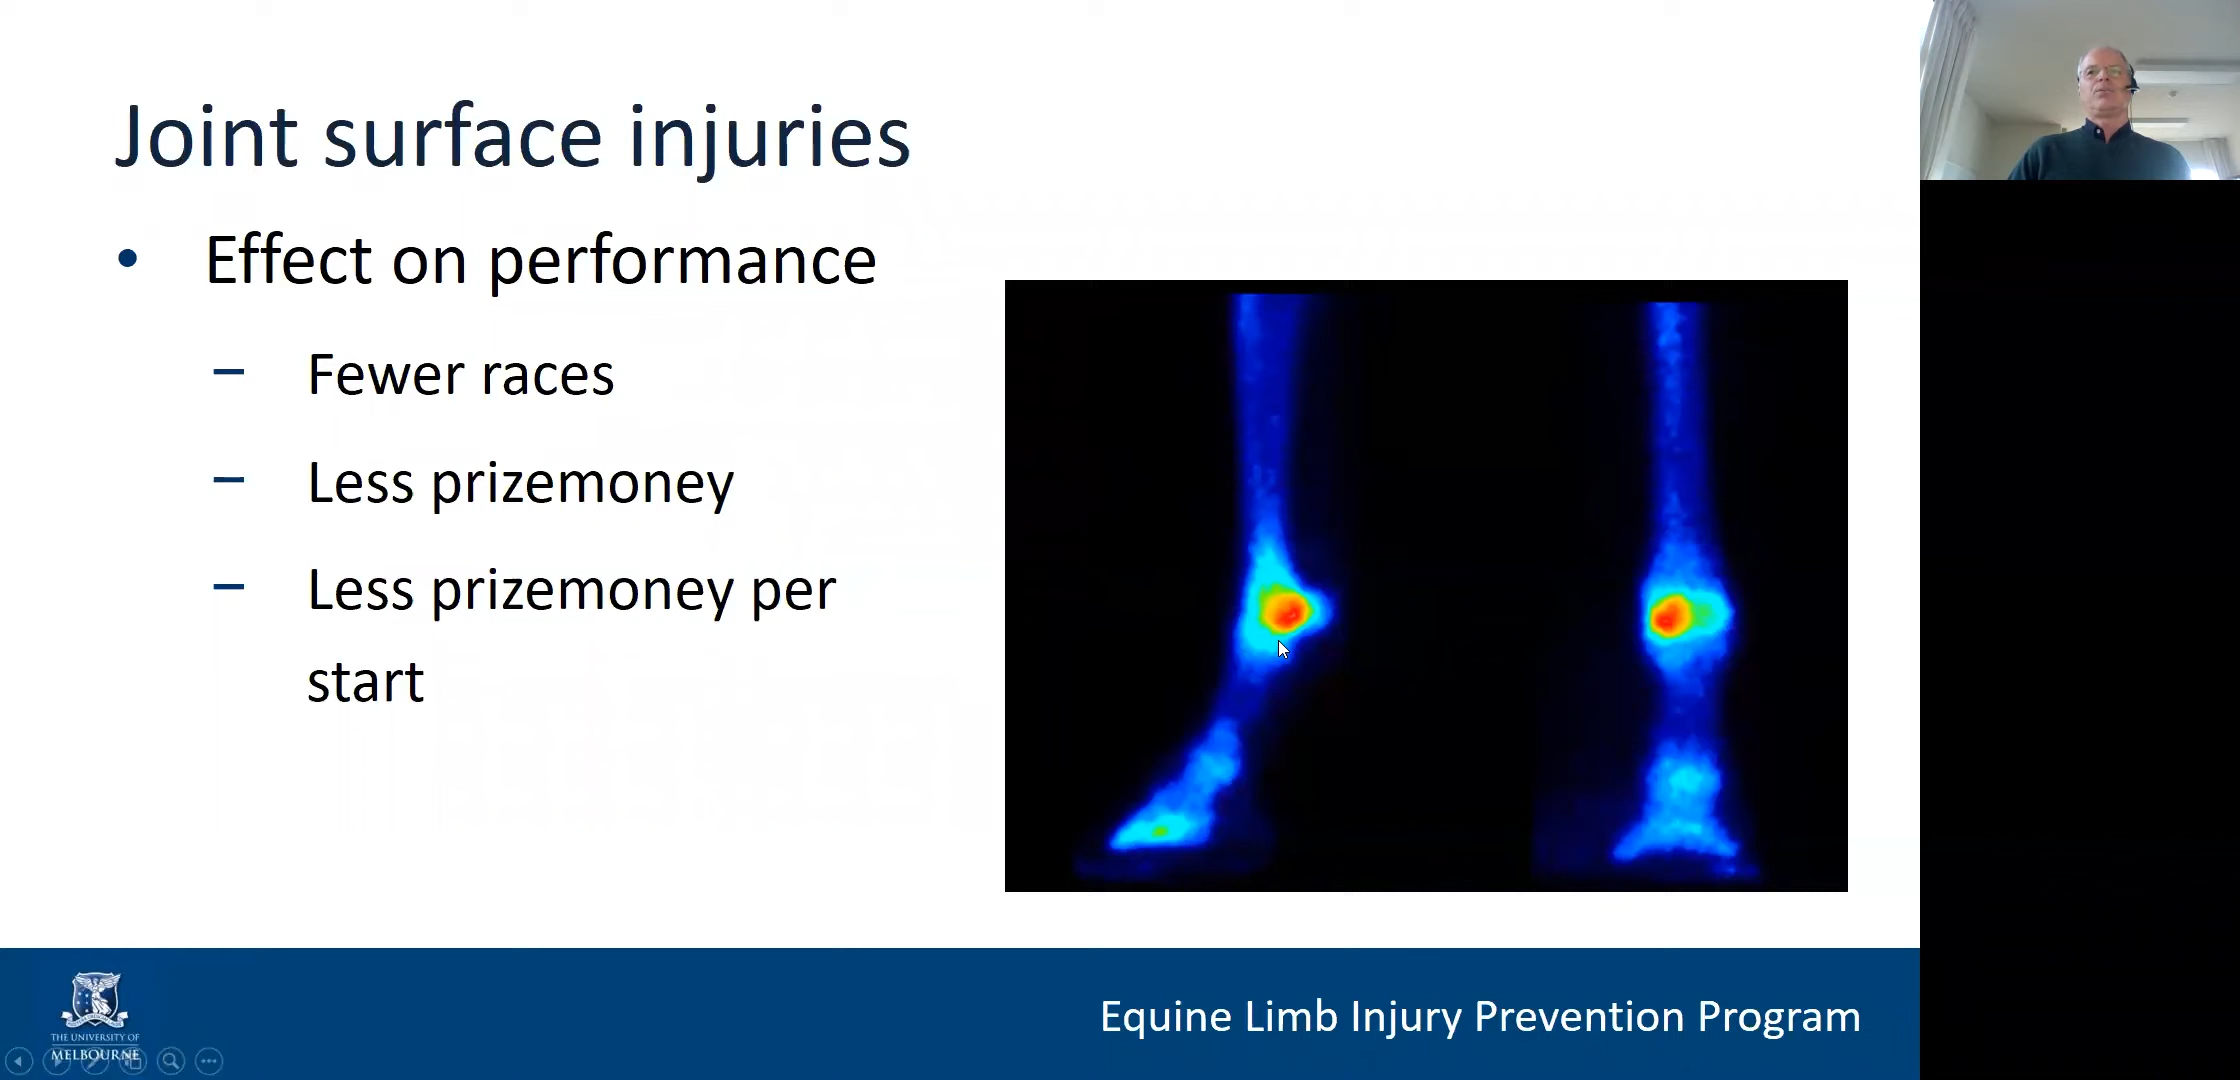 Joint surface injuries
• Effect on performance
– Fewer races
– Less prizemoney
– Less prizemoney per
start
Equine Limb Injury Prevention Program
THE UNIVERSITY OF
MELBOURNE